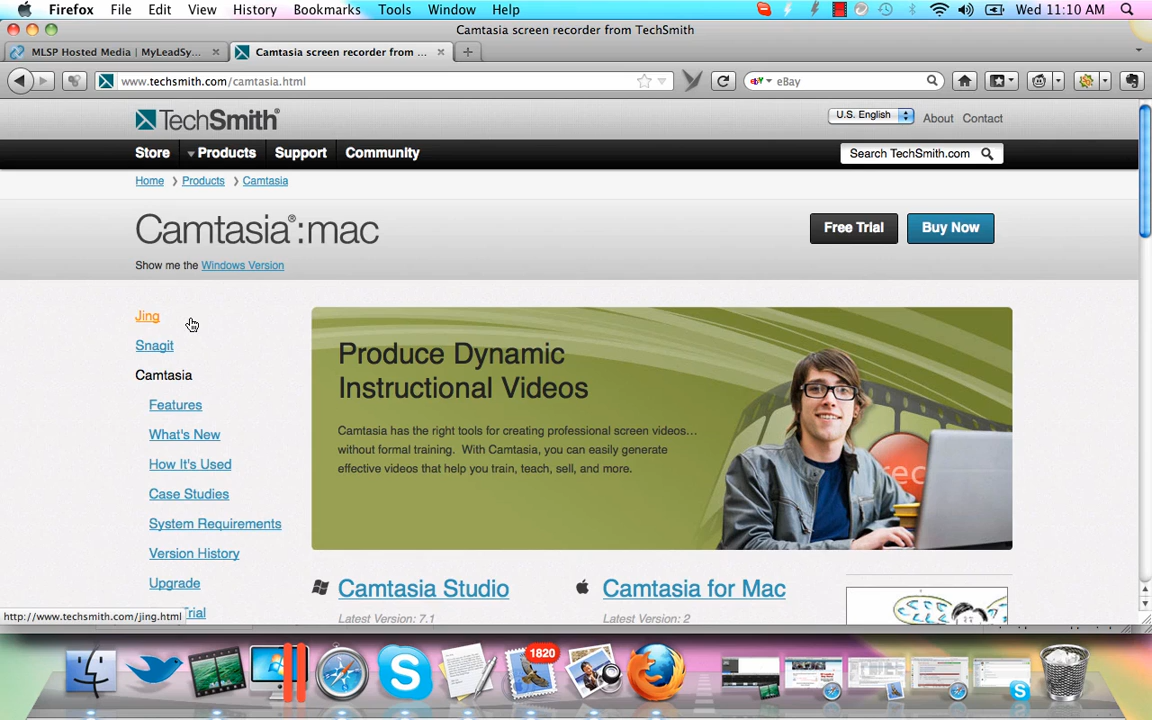 Firefox File Edit View History Bookmarks Tools Window Help Wed 11:10 AM
Camtasia screen recorder from TechSmith
MLSP Hosted Media | MyLeadSy... Camtasia screen recorder from ...
www.techsmith.com/camtasia.html eBay
TechSmith
U.S. English About Contact
Store Products Support Community Search TechSmith.com
Home Products Camtasia
Camtasia®:mac
Free Trial Buy Now
Show me the Windows Version
Jing
Snagit
Camtasia
Features
What's New
How It's Used
Case Studies
System Requirements
Version History
Upgrade
Trial
Produce Dynamic
Instructional Videos
Camtasia has the right tools for creating professional screen videos…
without formal training. With Camtasia, you can easily generate
effective videos that help you train, teach, sell, and more.
rec
Camtasia Studio
Latest Version: 7.1
Camtasia for Mac
Latest Version: 2
http://www.techsmith.com/jing.html
1820